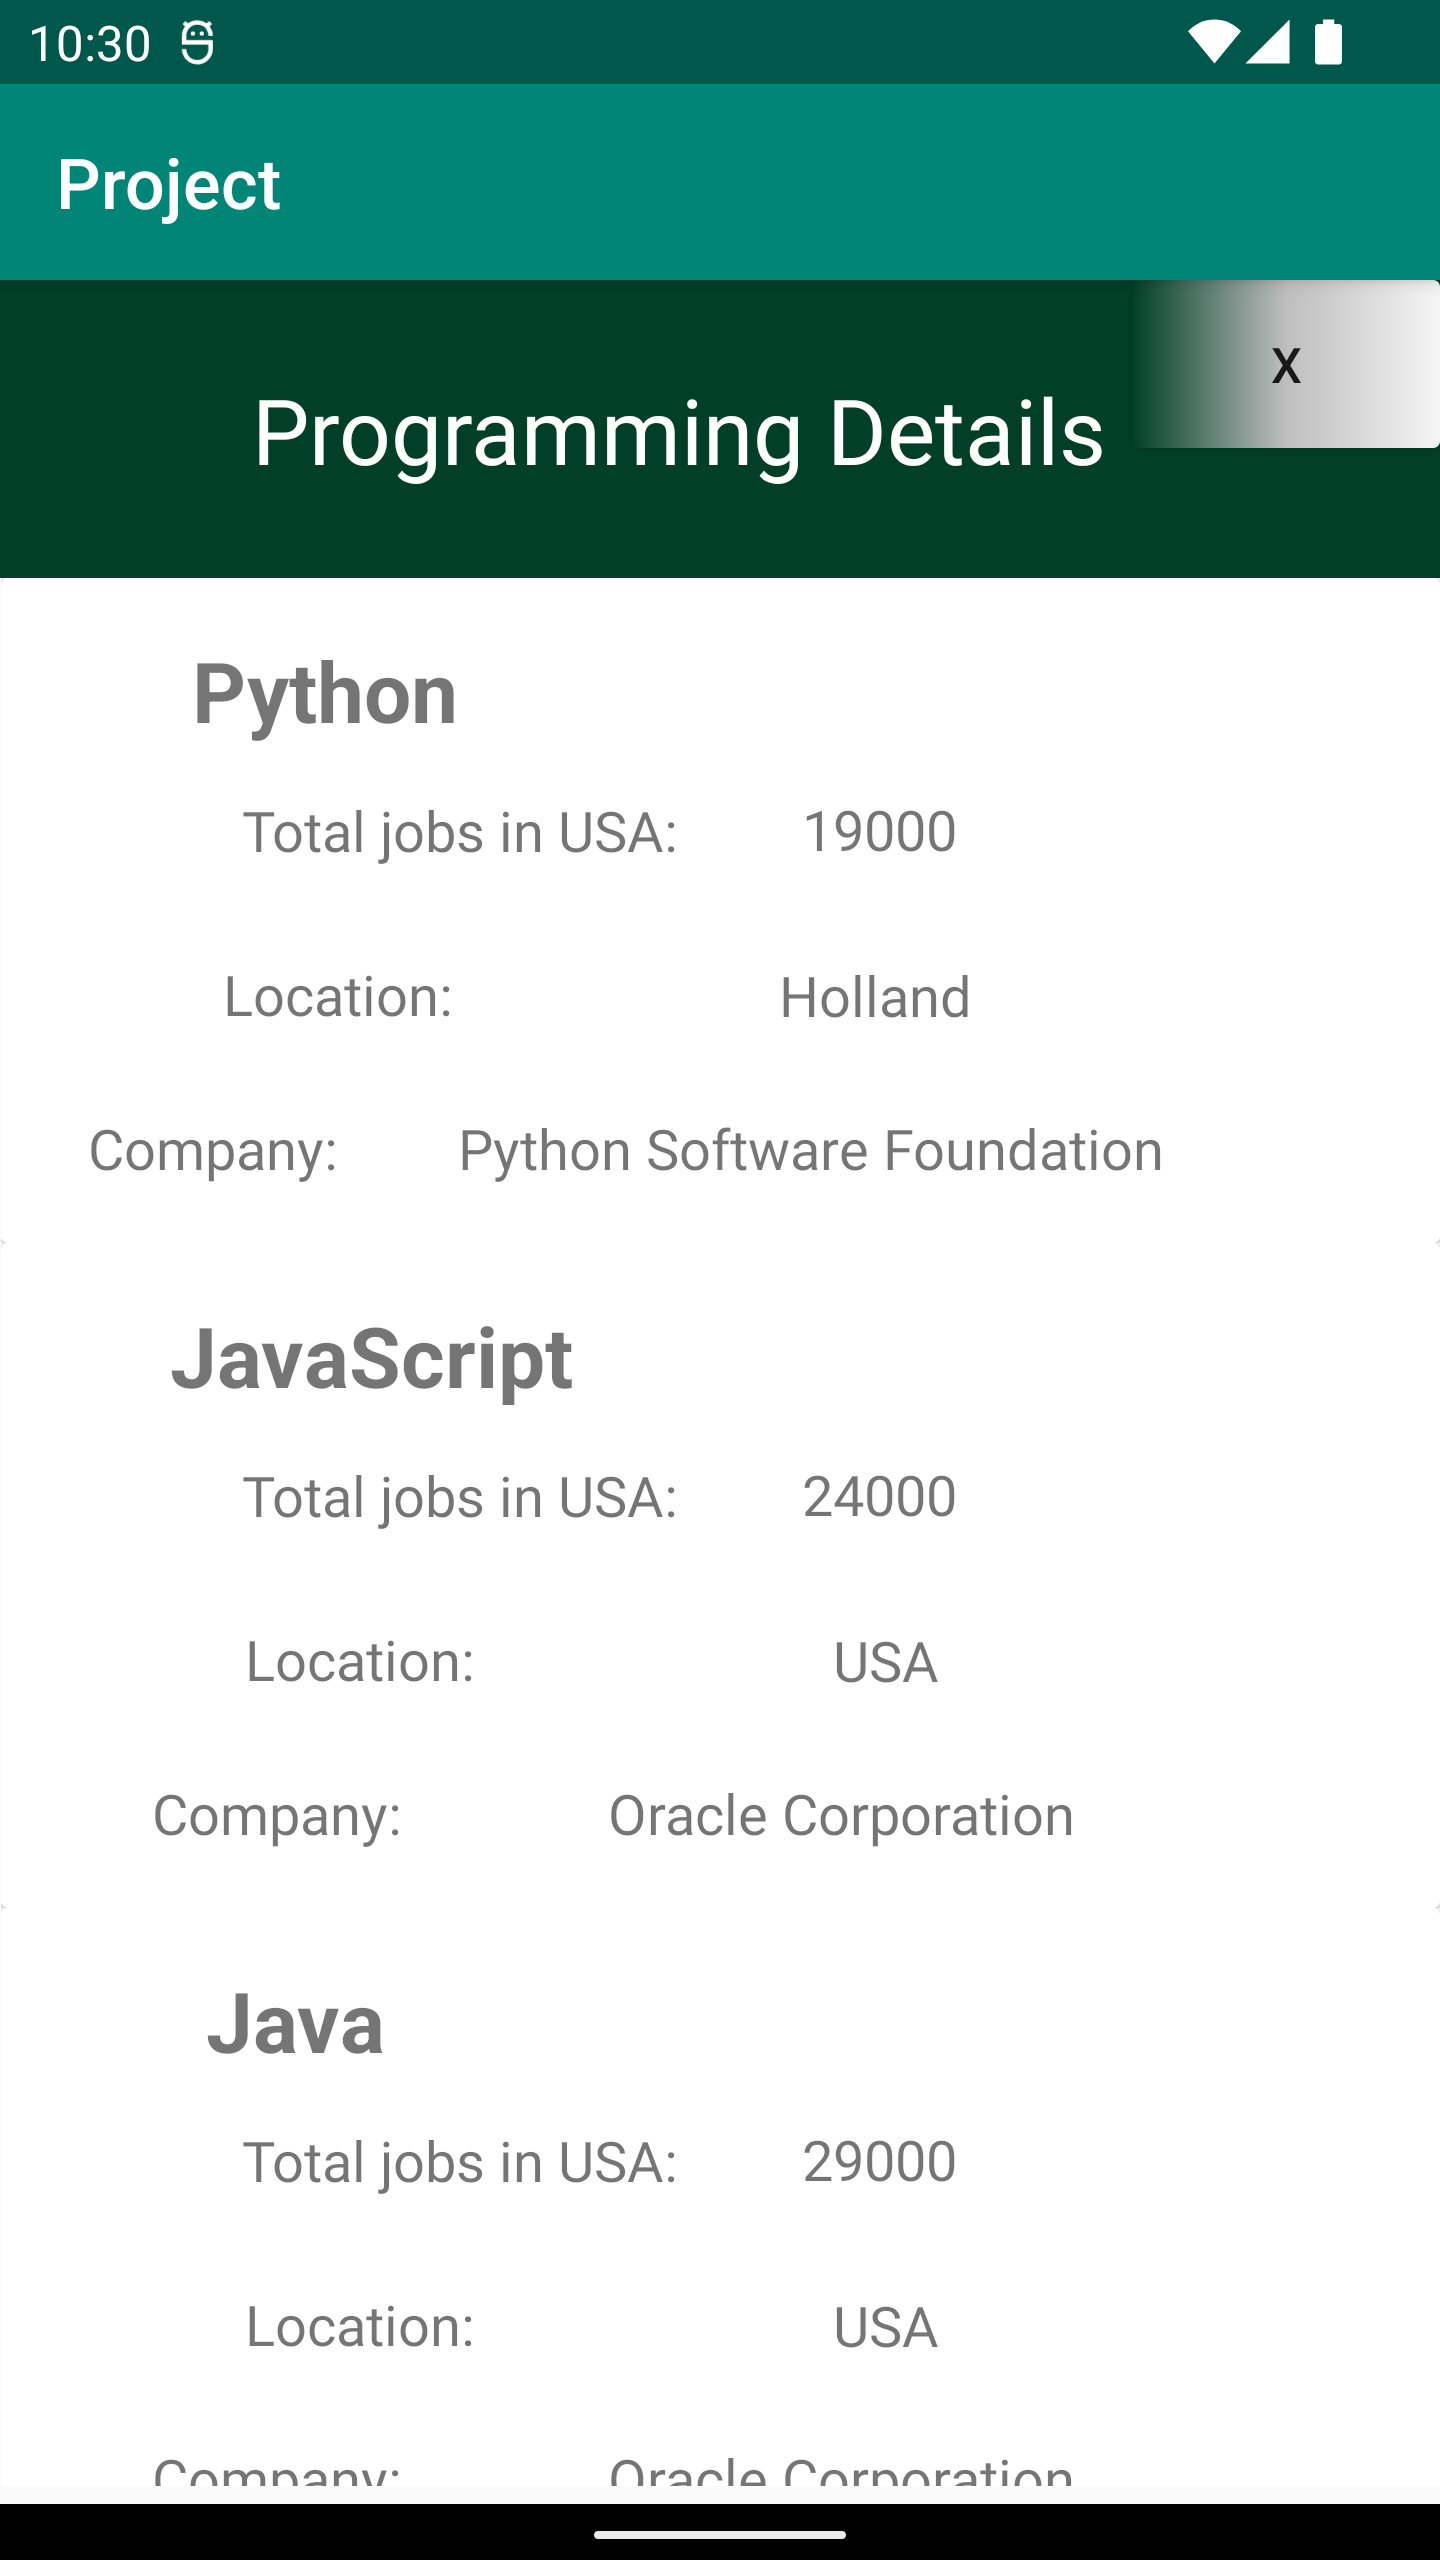 10:30
Project
X
Programming Details
Python
Total jobs in USA: 19000
Location: Holland
Company: Python Software Foundation
JavaScript
Total jobs in USA: 24000
Location: USA
Company: Oracle Corporation
Java
Total jobs in USA: 29000
Location: USA
Company: Oracle Corporation